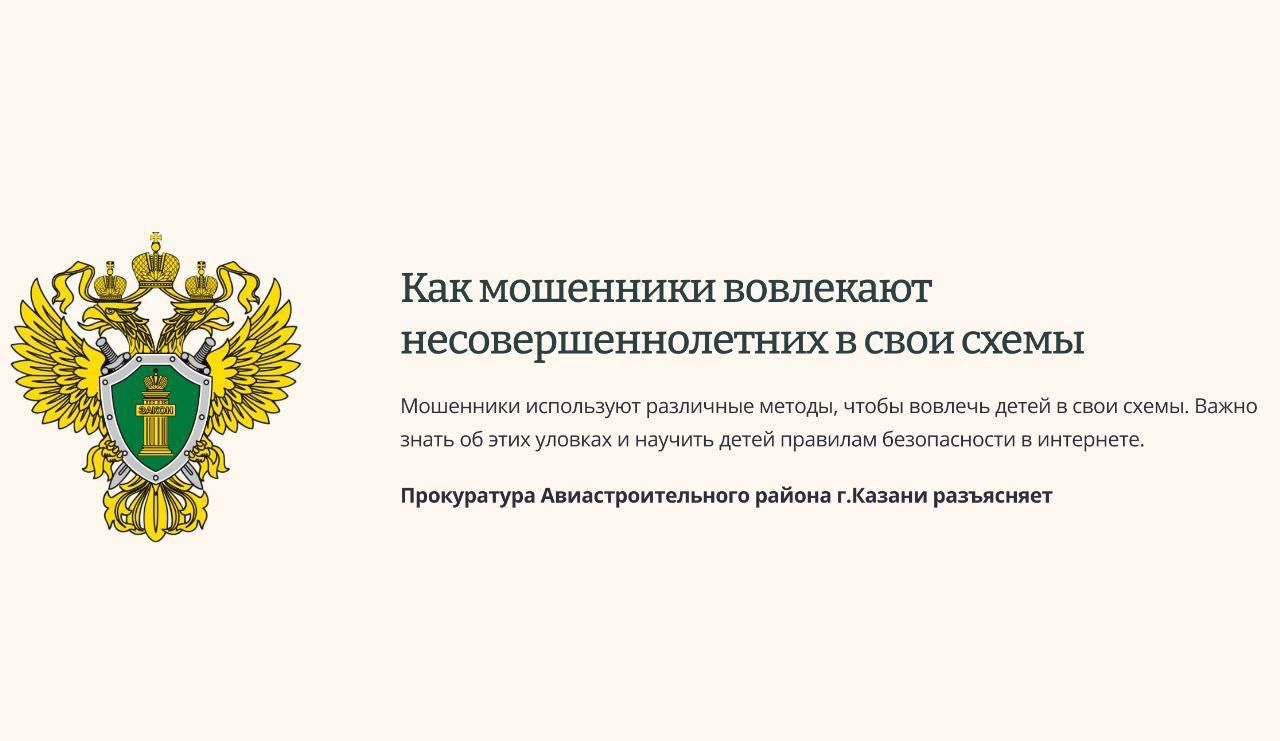 ЗАКОН
Как мошенники вовлекают
несовершеннолетних в свои схемы
Мошенники используют различные методы, чтобы вовлечь детей в свои схемы. Важно
знать об этих уловках и научить детей правилам безопасности в интернете.
Прокуратура Авиастроительного района г.Казани разъясняет